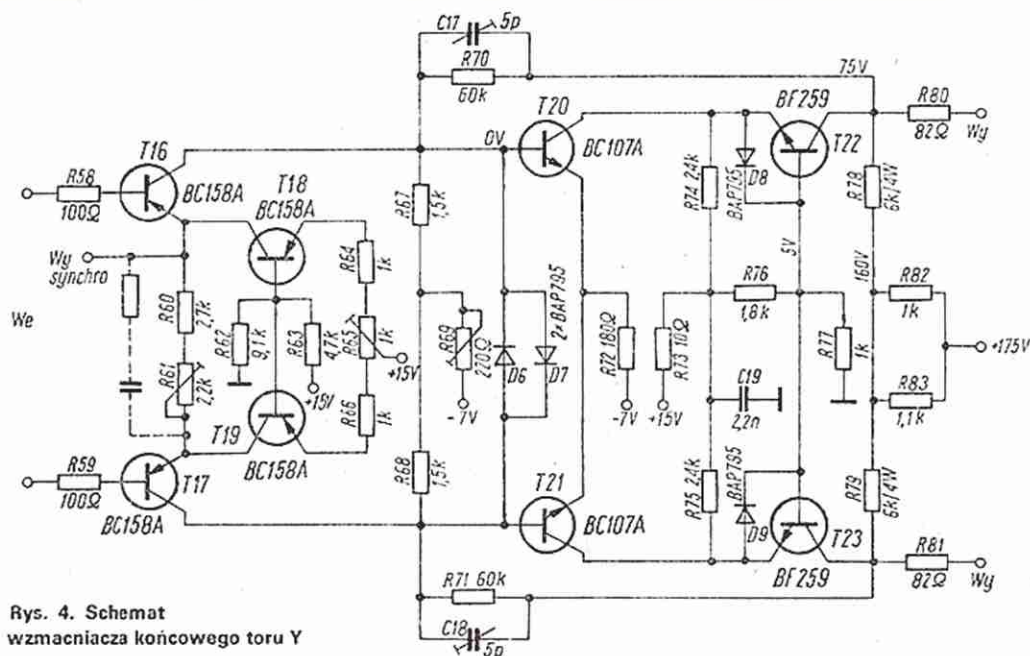 C17
5p
R70
60k
75V
T20
BF259
R80
82Ω
Wy
T16
0V
BC107A
T22
R58
100Ω
BC158A
T18
BC158A
R67
1,5k
R74 24k
D8
BAP795
R78
6k/4W
Wy
synchro
R64
1k
5V
160V
We
R60
2,7k
R62
9,1k
R63
4,7k
R65
1k
+15V
R69
220Ω
2×BAP795
R76
1,8k
R77
1k
R82
1k
+175V
R61
2,2k
+15V
D6
D7
R72 180Ω
R73 10Ω
C19
2,2n
R83
1,1k
-7V
-7V
+15V
T19
R66
1k
R59
100Ω
T17
BC158A
BC158A
R68
1,5k
T21
BC107A
R75 24k
BAP795
D9
T23
BF259
R79
6k/4W
R81
82Ω
Wy
R71 60k
C18
5p
Rys. 4. Schemat
wzmacniacza końcowego toru Y